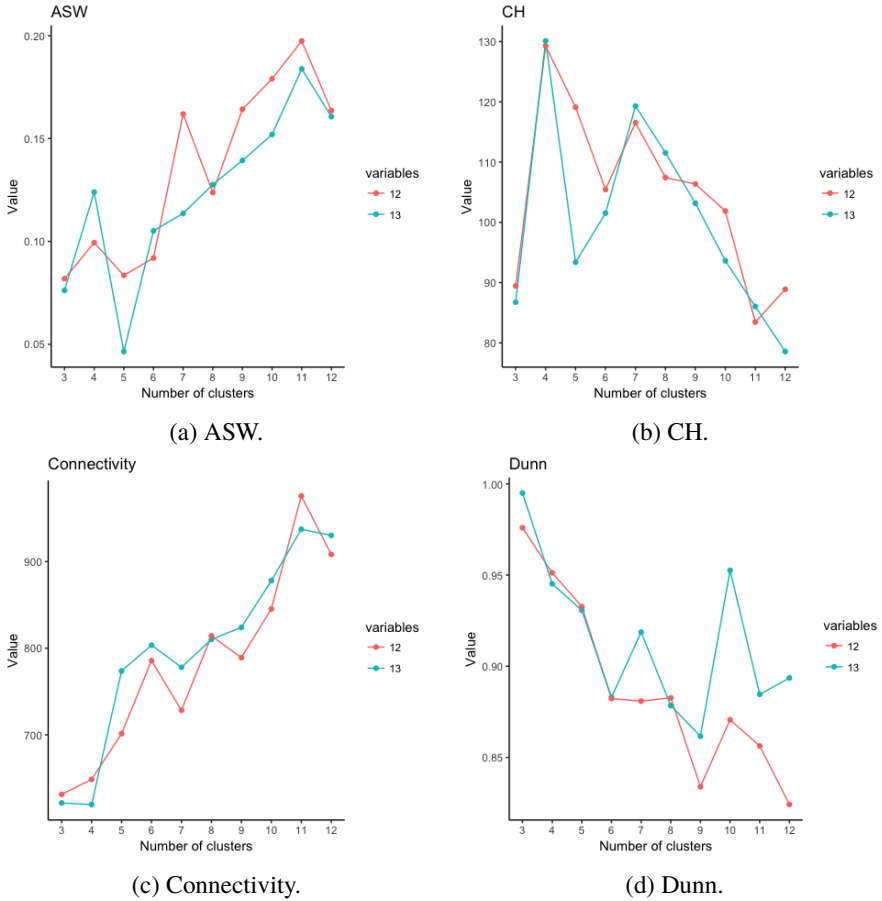 ASW
0.20
0.15
0.10
0.05
Value
3 4 5 6 7 8 9 10 11 12
Number of clusters
variables
12
13
(a) ASW.
CH
130
120
110
100
90
80
Value
3 4 5 6 7 8 9 10 11 12
Number of clusters
variables
12
13
(b) CH.
Connectivity
900
800
700
Value
3 4 5 6 7 8 9 10 11 12
Number of clusters
variables
12
13
(c) Connectivity.
Dunn
1.00
0.95
0.90
0.85
Value
3 4 5 6 7 8 9 10 11 12
Number of clusters
variables
12
13
(d) Dunn.